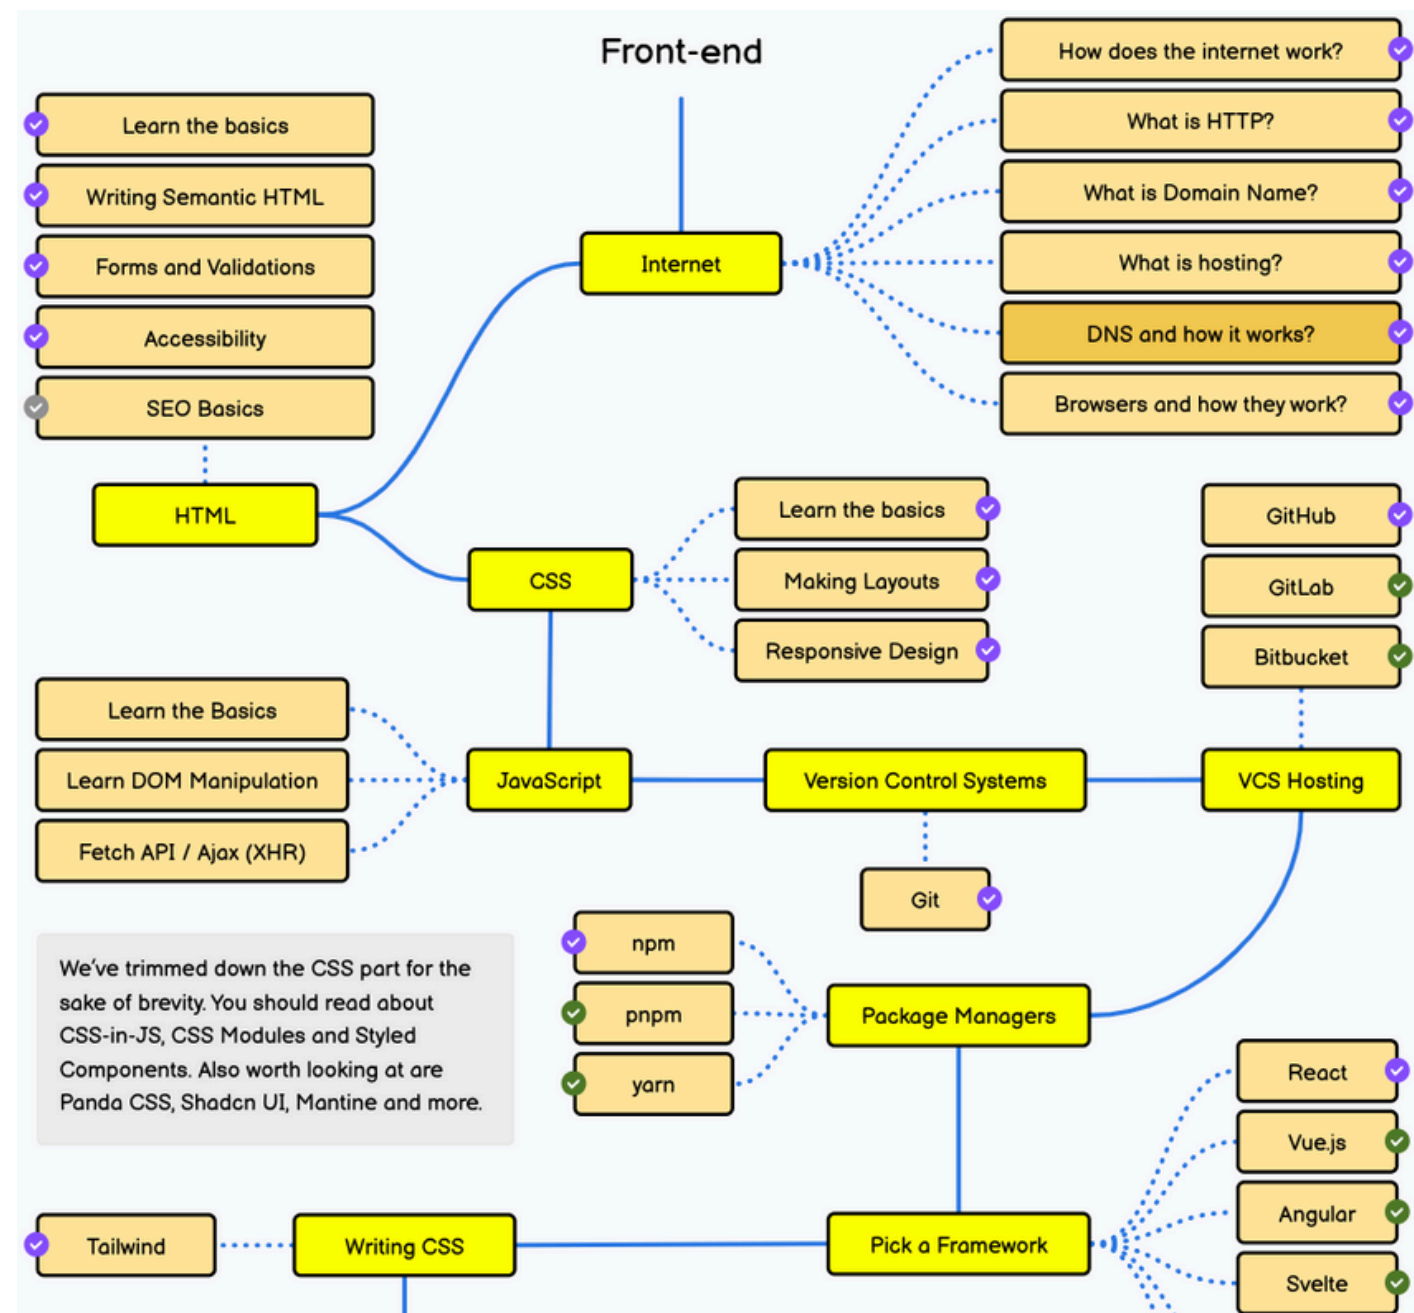 Front-end
How does the internet work?
What is HTTP?
What is Domain Name?
What is hosting?
DNS and how it works?
Browsers and how they work?
Internet
Learn the basics
Writing Semantic HTML
Forms and Validations
Accessibility
SEO Basics
HTML
CSS
Learn the basics
Making Layouts
Responsive Design
GitHub
GitLab
Bitbucket
Learn the Basics
Learn DOM Manipulation
Fetch API / Ajax (XHR)
JavaScript
Version Control Systems
VCS Hosting
Git
npm
pnpm
yarn
Package Managers
We've trimmed down the CSS part for the
sake of brevity. You should read about
CSS-in-JS, CSS Modules and Styled
Components. Also worth looking at are
Panda CSS, Shadcn UI, Mantine and more.
React
Vue.js
Angular
Svelte
Tailwind
Writing CSS
Pick a Framework